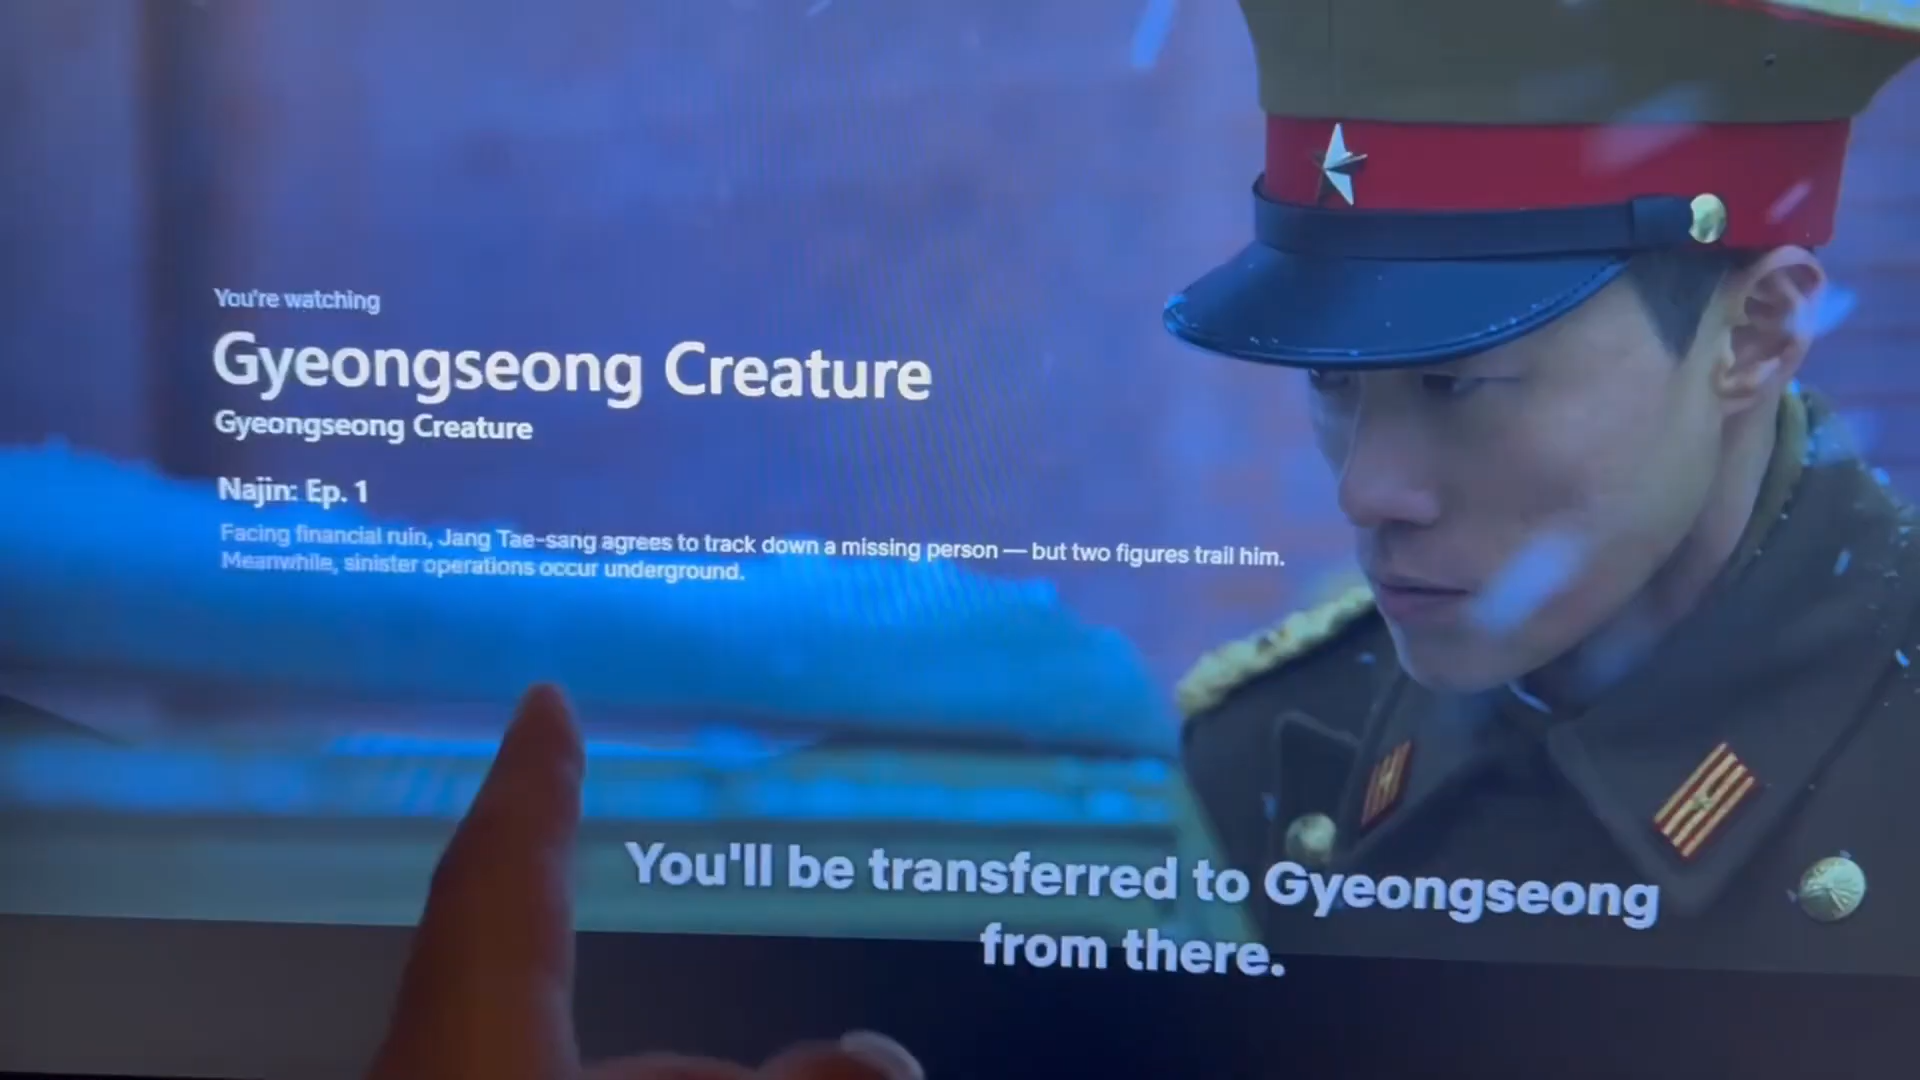 You're watching
Gyeongseong Creature
Gyeongseong Creature
Najin: Ep. 1
Facing financial ruin, Jang Tae-sang agrees to track down a missing person — but two figures trail him.
Meanwhile, sinister operations occur underground.
You'll be transferred to Gyeongseong
from there.